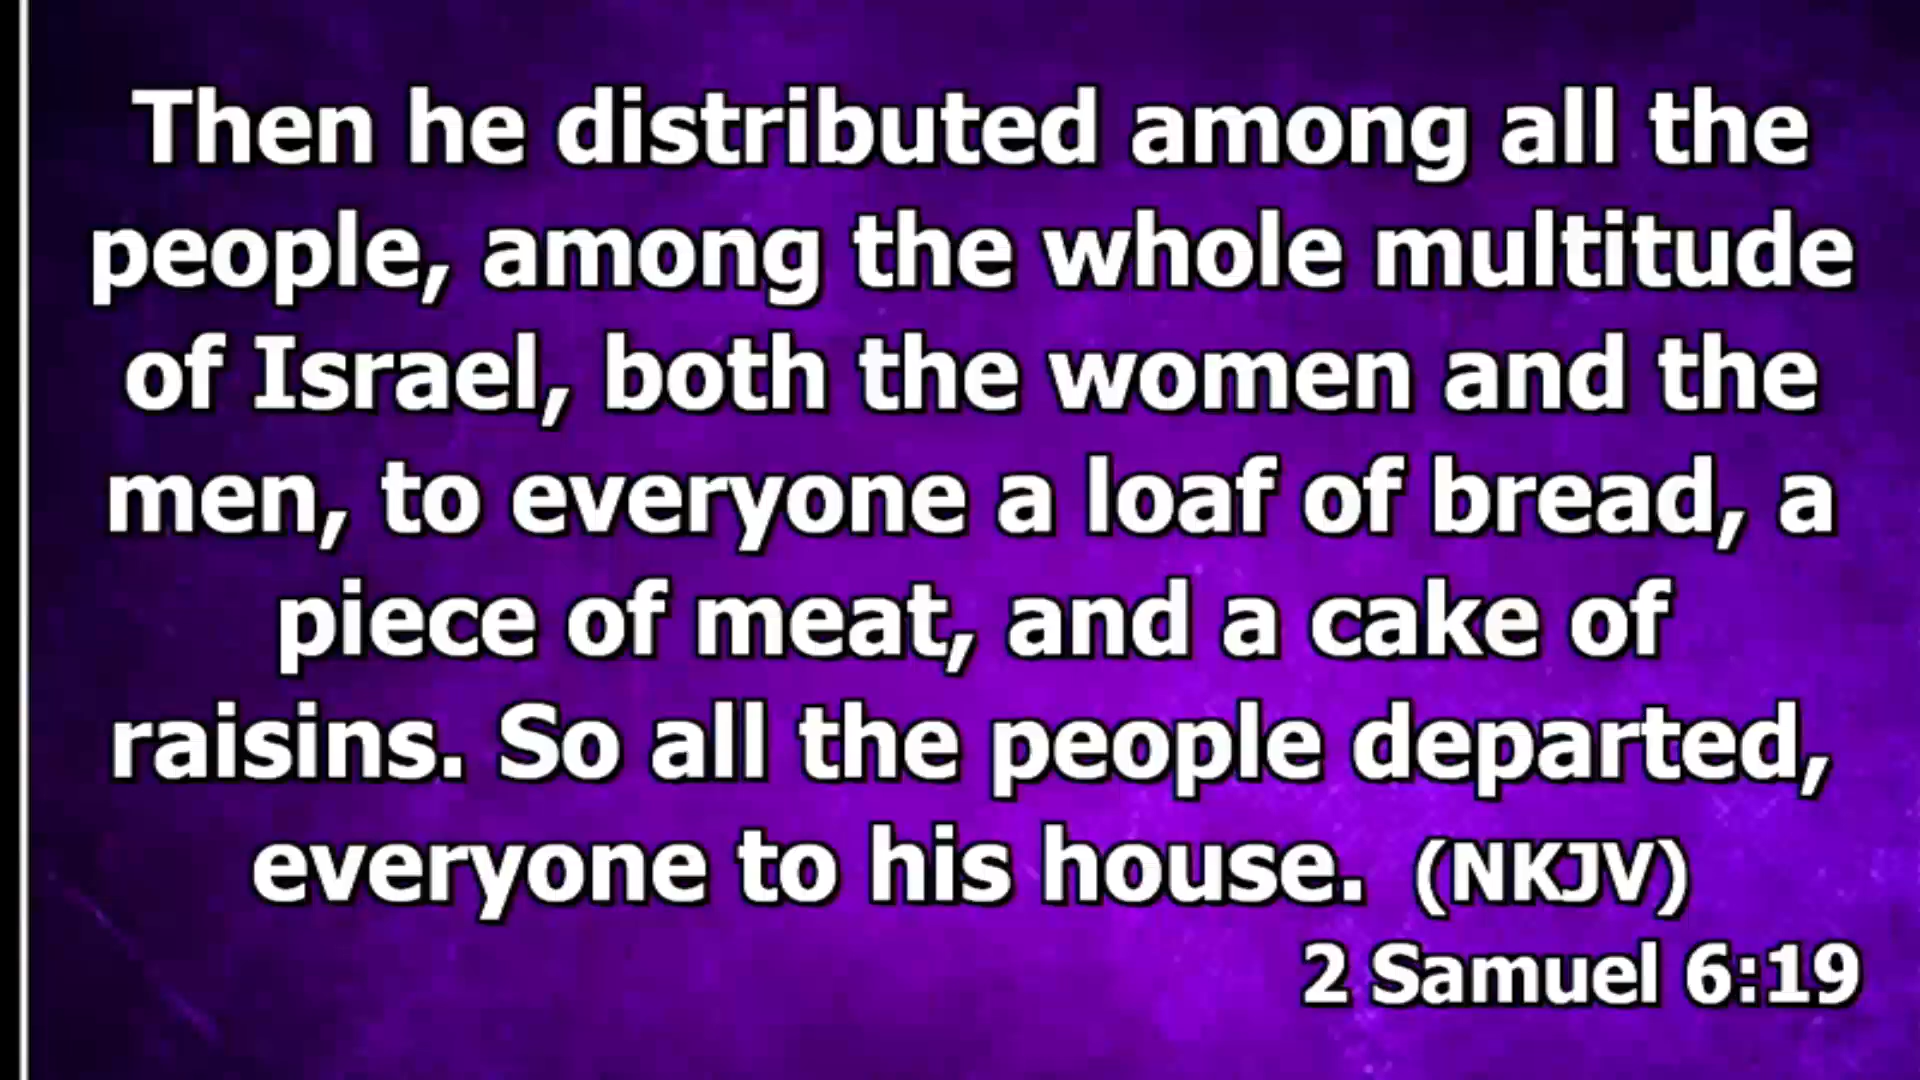 Then he distributed among all the
people, among the whole multitude
of Israel, both the women and the
men, to everyone a loaf of bread, a
piece of meat, and a cake of
raisins. So all the people departed,
everyone to his house. (NKJV)
2 Samuel 6:19